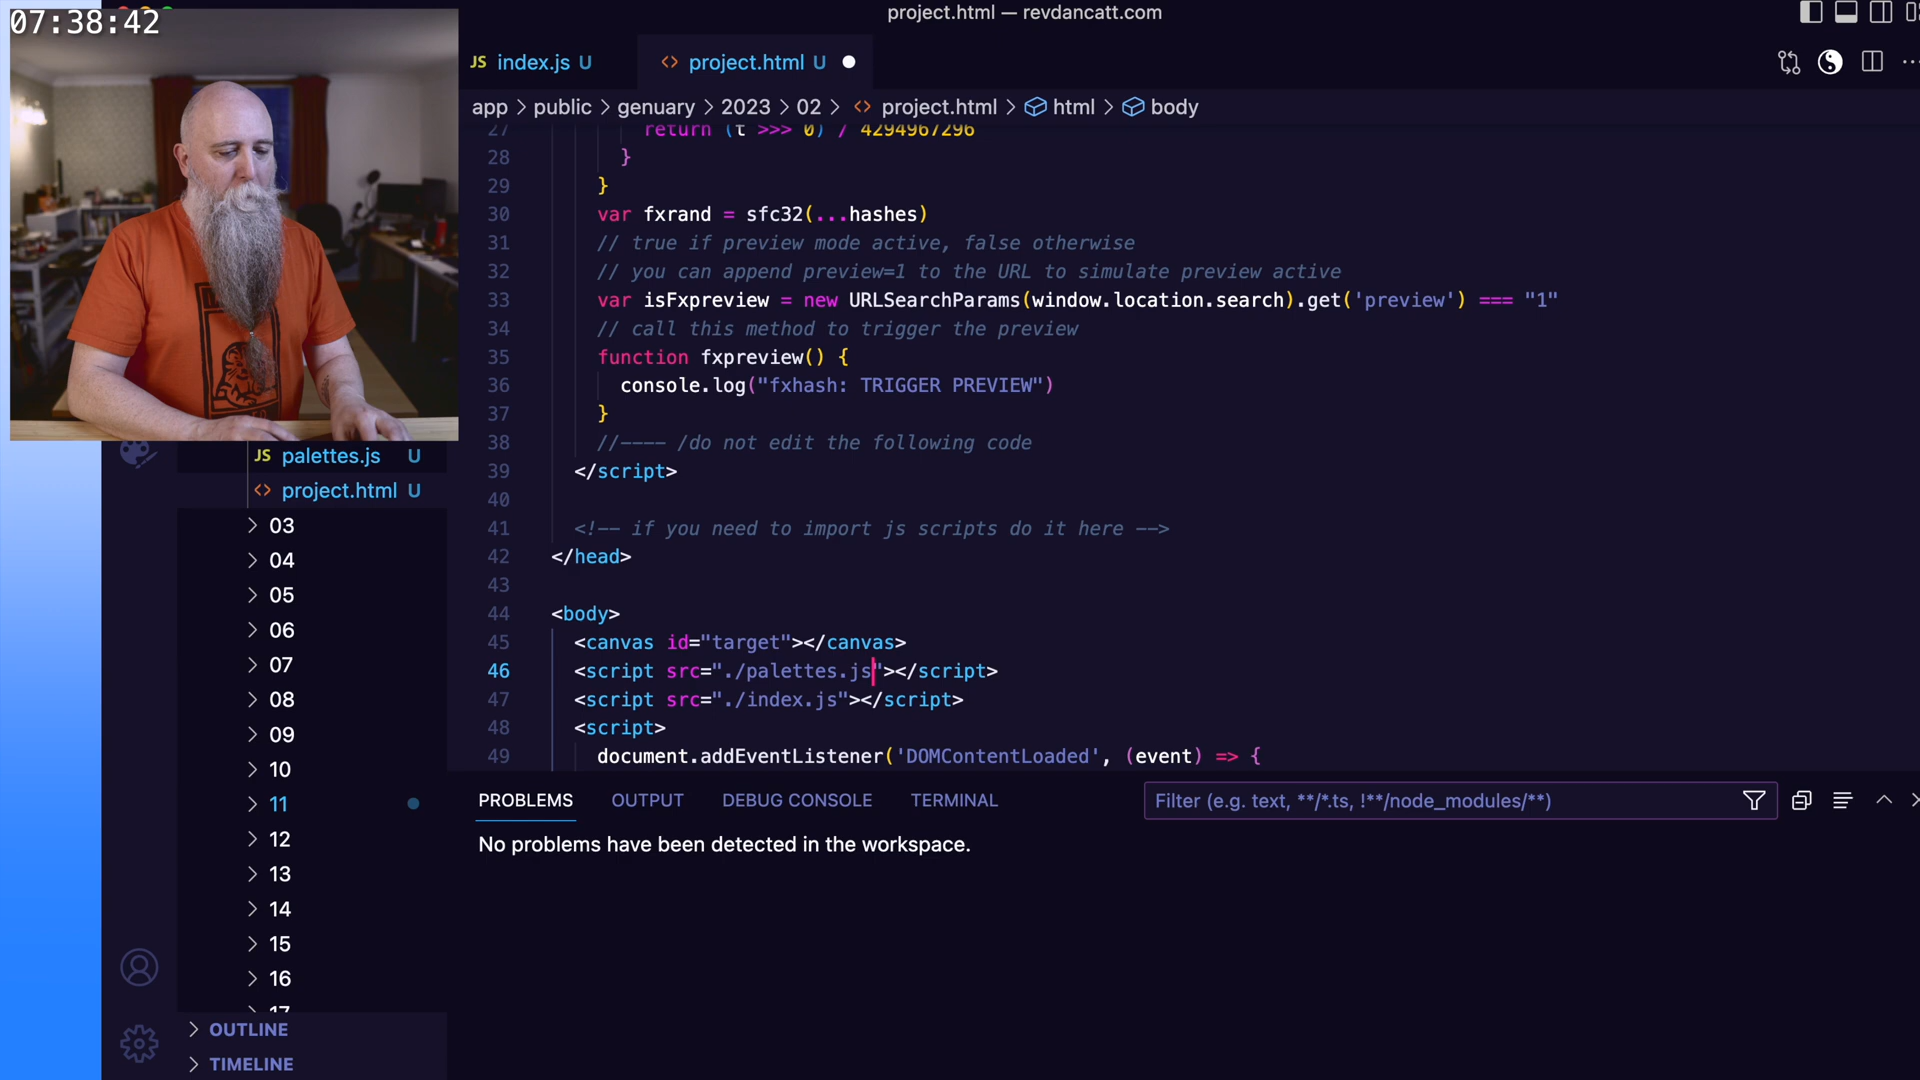 07:38:42
project.html — revdancatt.com
JS index.js U
<> project.html U
app > public > genuary > 2023 > 02 > <> project.html > html > body
27 return (t >>> 0) / 4294967296
28 }
29 }
30 var fxrand = sfc32(...hashes)
31 // true if preview mode active, false otherwise
32 // you can append preview=1 to the URL to simulate preview active
33 var isFxpreview = new URLSearchParams(window.location.search).get('preview') === "1"
34 // call this method to trigger the preview
35 function fxpreview() {
36 console.log("fxhash: TRIGGER PREVIEW")
37 }
38 //---- /do not edit the following code
39 </script>
40
41 <!-- if you need to import js scripts do it here -->
42 </head>
43
44 <body>
45 <canvas id="target"></canvas>
46 <script src="./palettes.js"></script>
47 <script src="./index.js"></script>
48 <script>
49 document.addEventListener('DOMContentLoaded', (event) => {
JS palettes.js U
<> project.html U
> 03
> 04
> 05
> 06
> 07
> 08
> 09
> 10
> 11
> 12
> 13
> 14
> 15
> 16
> 17
> OUTLINE
> TIMELINE
PROBLEMS OUTPUT DEBUG CONSOLE TERMINAL
Filter (e.g. text, **/*.ts, !**/node_modules/**)
No problems have been detected in the workspace.